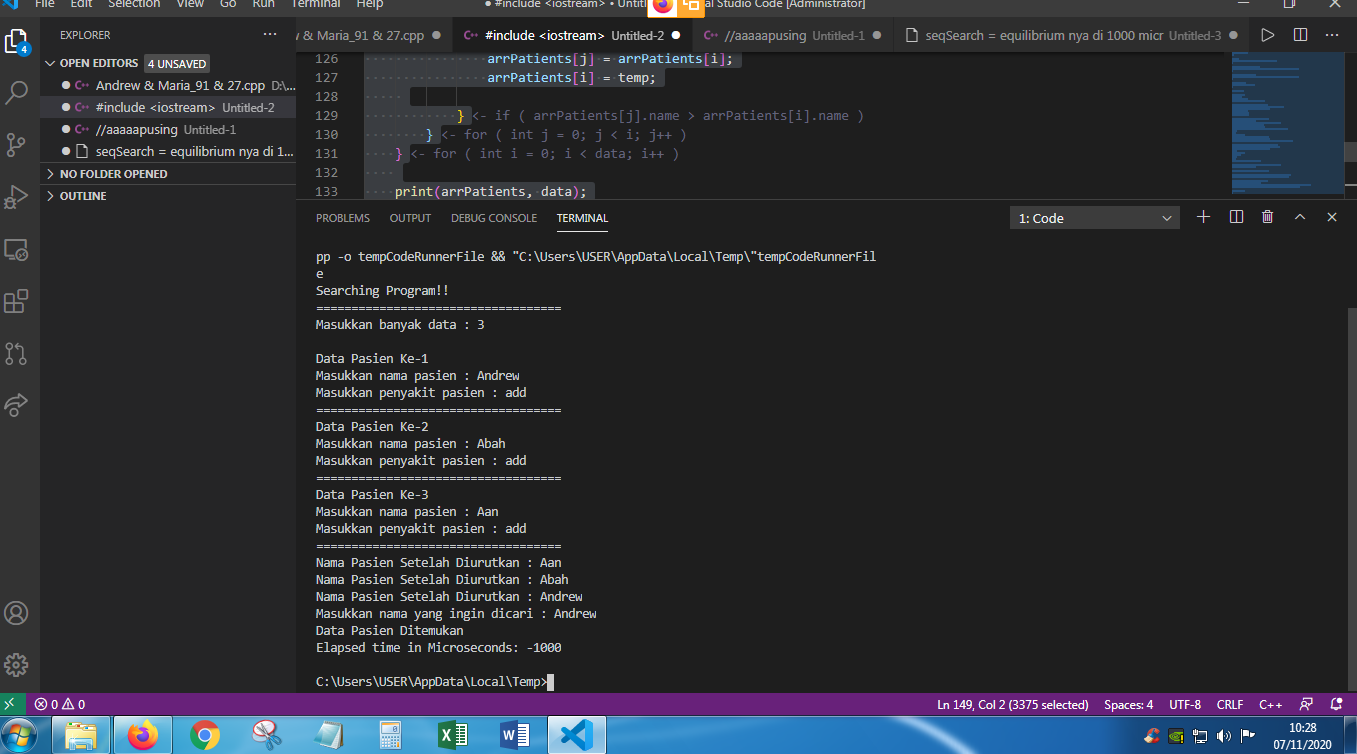 File Edit Selection View Go Run Terminal Help
● #include <iostream> • Untitl
al Studio Code [Administrator]
EXPLORER ···
& Maria_91 & 27.cpp ●
#include <iostream> Untitled-2 ●
//aaaaapusing Untitled-1 ●
seqSearch = equilibrium nya di 1000 micr Untitled-3 ●
4
OPEN EDITORS 4 UNSAVED
● Andrew & Maria_91 & 27.cpp D:\...
● #include <iostream> Untitled-2
● //aaaaapusing Untitled-1
● seqSearch = equilibrium nya di 1...
NO FOLDER OPENED
OUTLINE
126 arrPatients[j] = arrPatients[i];
127 arrPatients[i] = temp;
128
129 } <- if ( arrPatients[j].name > arrPatients[i].name )
130 } <- for ( int j = 0; j < i; j++ )
131 } <- for ( int i = 0; i < data; i++ )
132
133 print(arrPatients, data);
PROBLEMS OUTPUT DEBUG CONSOLE TERMINAL 1: Code
pp -o tempCodeRunnerFile && "C:\Users\USER\AppData\Local\Temp\"tempCodeRunnerFil
e
Searching Program!!
===================================
Masukkan banyak data : 3
Data Pasien Ke-1
Masukkan nama pasien : Andrew
Masukkan penyakit pasien : add
===================================
Data Pasien Ke-2
Masukkan nama pasien : Abah
Masukkan penyakit pasien : add
===================================
Data Pasien Ke-3
Masukkan nama pasien : Aan
Masukkan penyakit pasien : add
===================================
Nama Pasien Setelah Diurutkan : Aan
Nama Pasien Setelah Diurutkan : Abah
Nama Pasien Setelah Diurutkan : Andrew
Masukkan nama yang ingin dicari : Andrew
Data Pasien Ditemukan
Elapsed time in Microseconds: -1000
C:\Users\USER\AppData\Local\Temp>
0 0 Ln 149, Col 2 (3375 selected) Spaces: 4 UTF-8 CRLF C++
10:28
07/11/2020